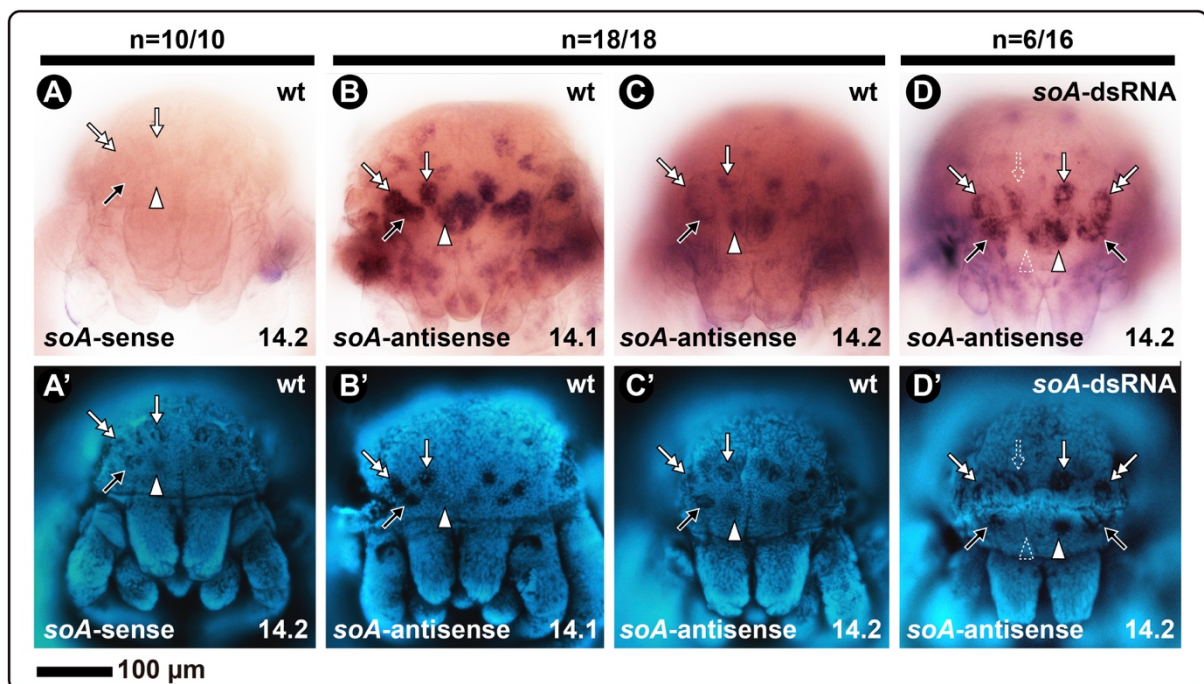 n=10/10 n=18/18 n=6/16
A wt B wt C wt D soA-dsRNA
soA-sense 14.2 soA-antisense 14.1 soA-antisense 14.2 soA-antisense 14.2
A' wt B' wt C' wt D' soA-dsRNA
soA-sense 14.2 soA-antisense 14.1 soA-antisense 14.2 soA-antisense 14.2
100 μm